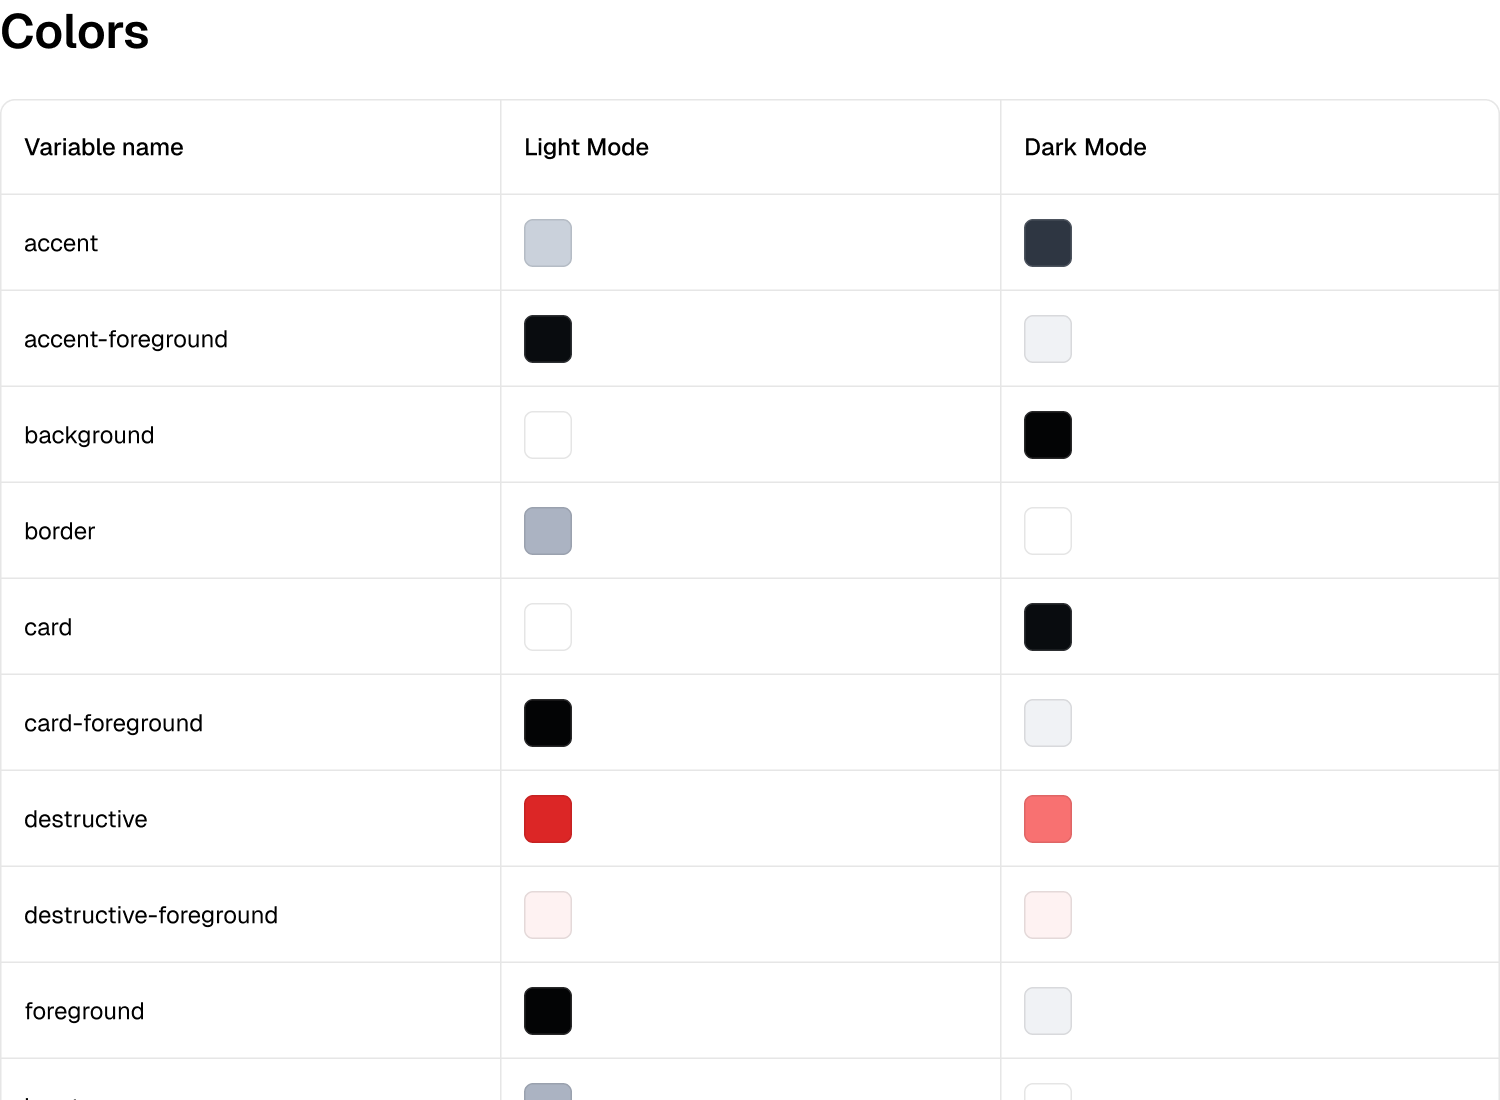 Colors
Variable name Light Mode Dark Mode
accent
accent-foreground
background
border
card
card-foreground
destructive
destructive-foreground
foreground